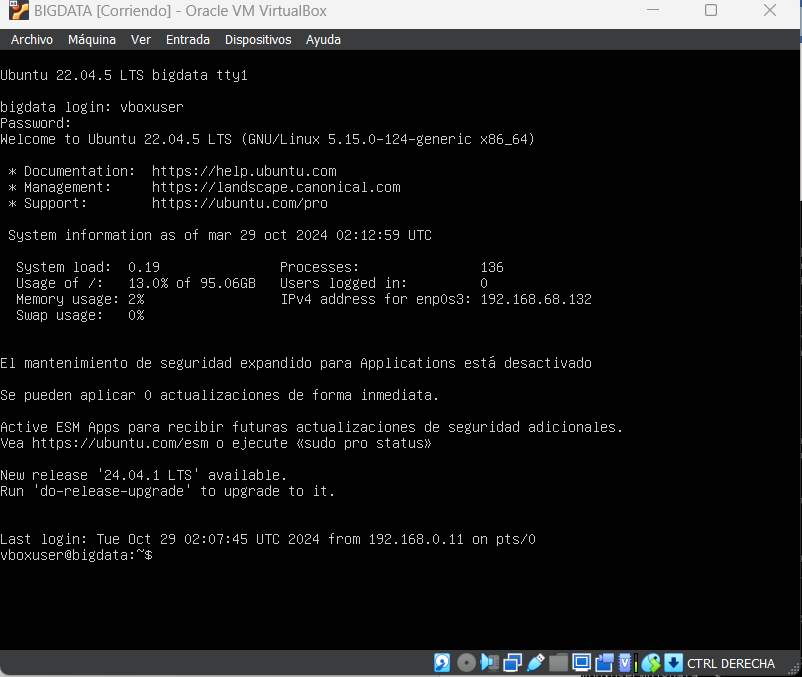 BIGDATA [Corriendo] - Oracle VM VirtualBox
Archivo Máquina Ver Entrada Dispositivos Ayuda
Ubuntu 22.04.5 LTS bigdata tty1
bigdata login: vboxuser
Password:
Welcome to Ubuntu 22.04.5 LTS (GNU/Linux 5.15.0-124-generic x86_64)
* Documentation: https://help.ubuntu.com
* Management: https://landscape.canonical.com
* Support: https://ubuntu.com/pro
System information as of mar 29 oct 2024 02:12:59 UTC
System load: 0.19 Processes: 136
Usage of /: 13.0% of 95.06GB Users logged in: 0
Memory usage: 2% IPv4 address for enp0s3: 192.168.68.132
Swap usage: 0%
El mantenimiento de seguridad expandido para Applications está desactivado
Se pueden aplicar 0 actualizaciones de forma inmediata.
Active ESM Apps para recibir futuras actualizaciones de seguridad adicionales.
Vea https://ubuntu.com/esm o ejecute «sudo pro status»
New release '24.04.1 LTS' available.
Run 'do-release-upgrade' to upgrade to it.
Last login: Tue Oct 29 02:07:45 UTC 2024 from 192.168.0.11 on pts/0
vboxuser@bigdata:~$
CTRL DERECHA